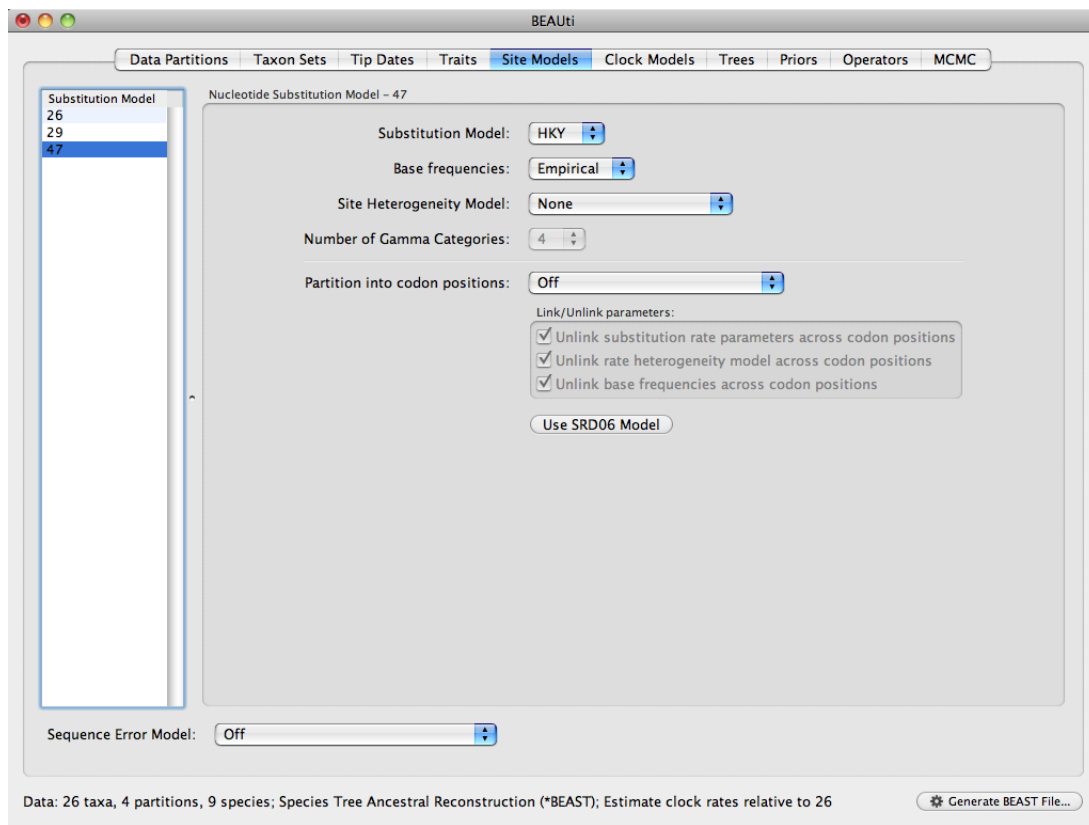 BEAUti
Data Partitions Taxon Sets Tip Dates Traits Site Models Clock Models Trees Priors Operators MCMC
Substitution Model
26
29
47
Nucleotide Substitution Model – 47
Substitution Model: HKY
Base frequencies: Empirical
Site Heterogeneity Model: None
Number of Gamma Categories: 4
Partition into codon positions: Off
Link/Unlink parameters:
Unlink substitution rate parameters across codon positions
Unlink rate heterogeneity model across codon positions
Unlink base frequencies across codon positions
Use SRD06 Model
Sequence Error Model: Off
Data: 26 taxa, 4 partitions, 9 species; Species Tree Ancestral Reconstruction (*BEAST); Estimate clock rates relative to 26
Generate BEAST File...